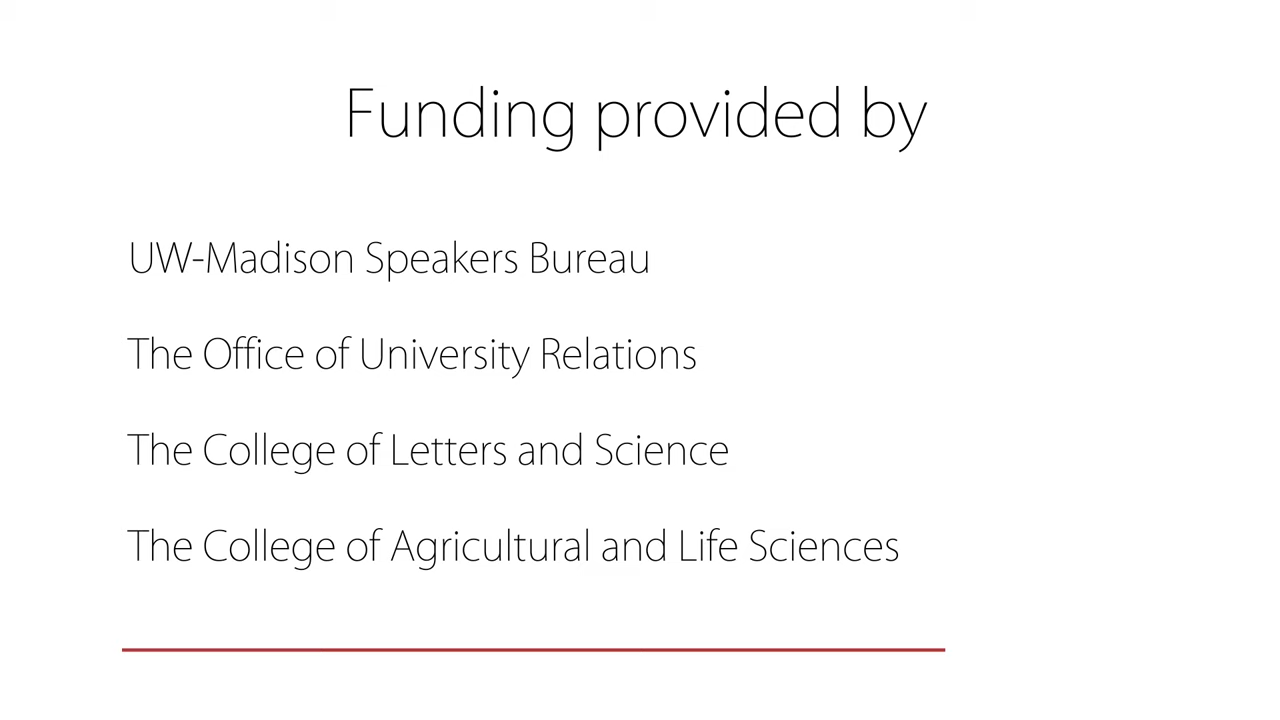 Funding provided by
UW-Madison Speakers Bureau
The Office of University Relations
The College of Letters and Science
The College of Agricultural and Life Sciences